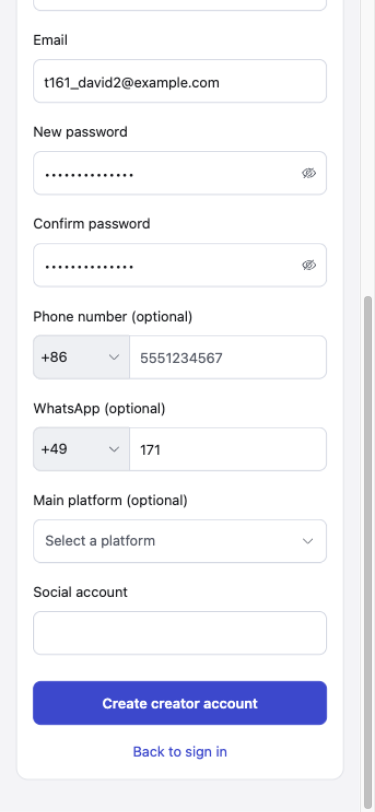 Email
t161_david2@example.com
New password
••••••••••••••
Confirm password
••••••••••••••
Phone number (optional)
+86 5551234567
WhatsApp (optional)
+49 171
Main platform (optional)
Select a platform
Social account
Create creator account
Back to sign in